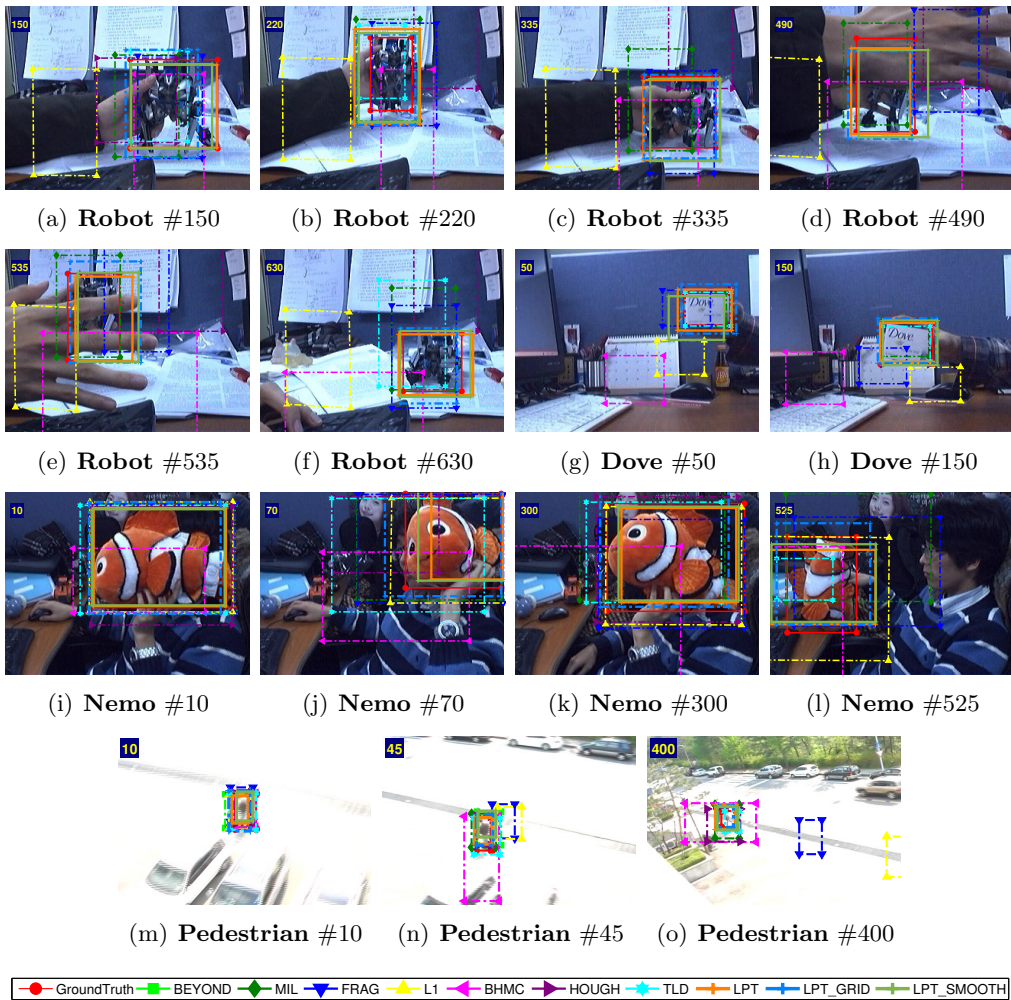 150 220 335 490
(a) Robot #150 (b) Robot #220 (c) Robot #335 (d) Robot #490
535 630 50 150
Dove Dove
(e) Robot #535 (f) Robot #630 (g) Dove #50 (h) Dove #150
10 70 300 525
(i) Nemo #10 (j) Nemo #70 (k) Nemo #300 (l) Nemo #525
10 45 400
(m) Pedestrian #10 (n) Pedestrian #45 (o) Pedestrian #400
GroundTruth BEYOND MIL FRAG L1 BHMC HOUGH TLD LPT LPT_GRID LPT_SMOOTH